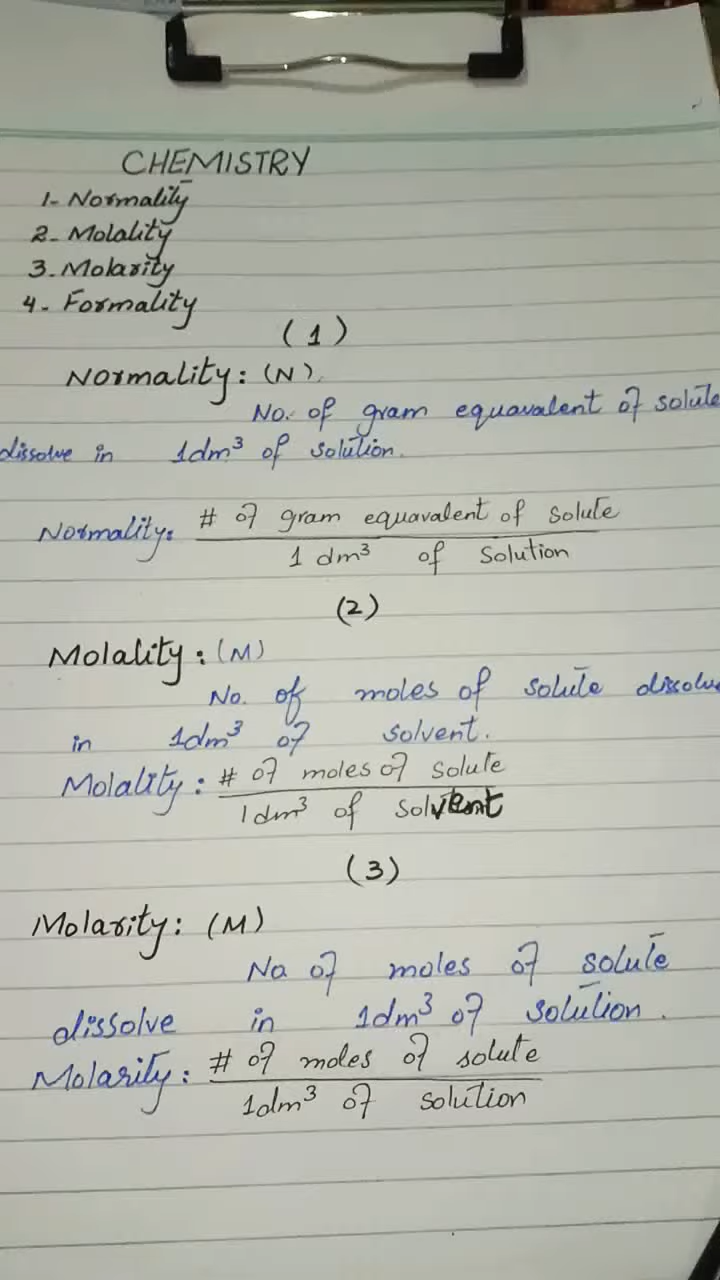 CHEMISTRY
1- Normality
2- Molality
3. Molarity
4- Formality
(1)
Normality: (N)
No. of gram equavalent of solute
dissolve in 1dm³ of solution.
Normality: # of gram equavalent of solute
1 dm³ of Solution
(2)
Molality: (M)
No. of moles of solute dissolve
in 1dm³ of solvent.
Molality: # of moles of solute
1dm³ of solvent
(3)
Molarity: (M)
No of moles of solute
dissolve in 1dm³ of solution.
Molarity: # of moles of solute
1dm³ of solution